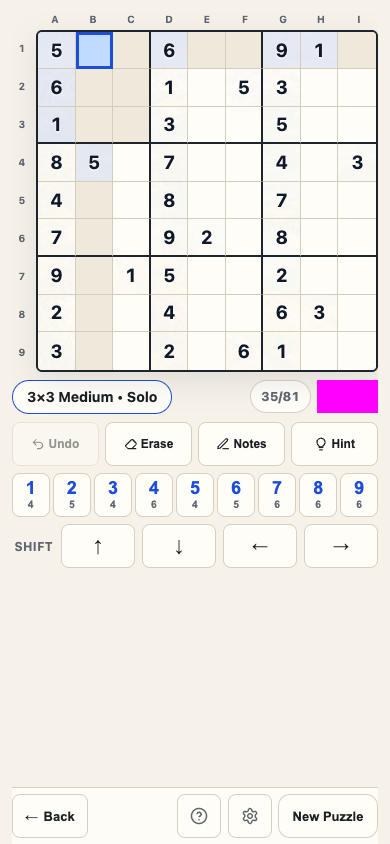 A B C D E F G H I
1 5 6 9 1
2 6 1 5 3
3 1 3 5
4 8 5 7 4 3
5 4 8 7
6 7 9 2 8
7 9 1 5 2
8 2 4 6 3
9 3 2 6 1
3×3 Medium • Solo 35/81
Undo Erase Notes Hint
1 2 3 4 5 6 7 8 9
4 5 4 6 4 5 6 6 6
SHIFT ↑ ↓ ← →
← Back ? New Puzzle